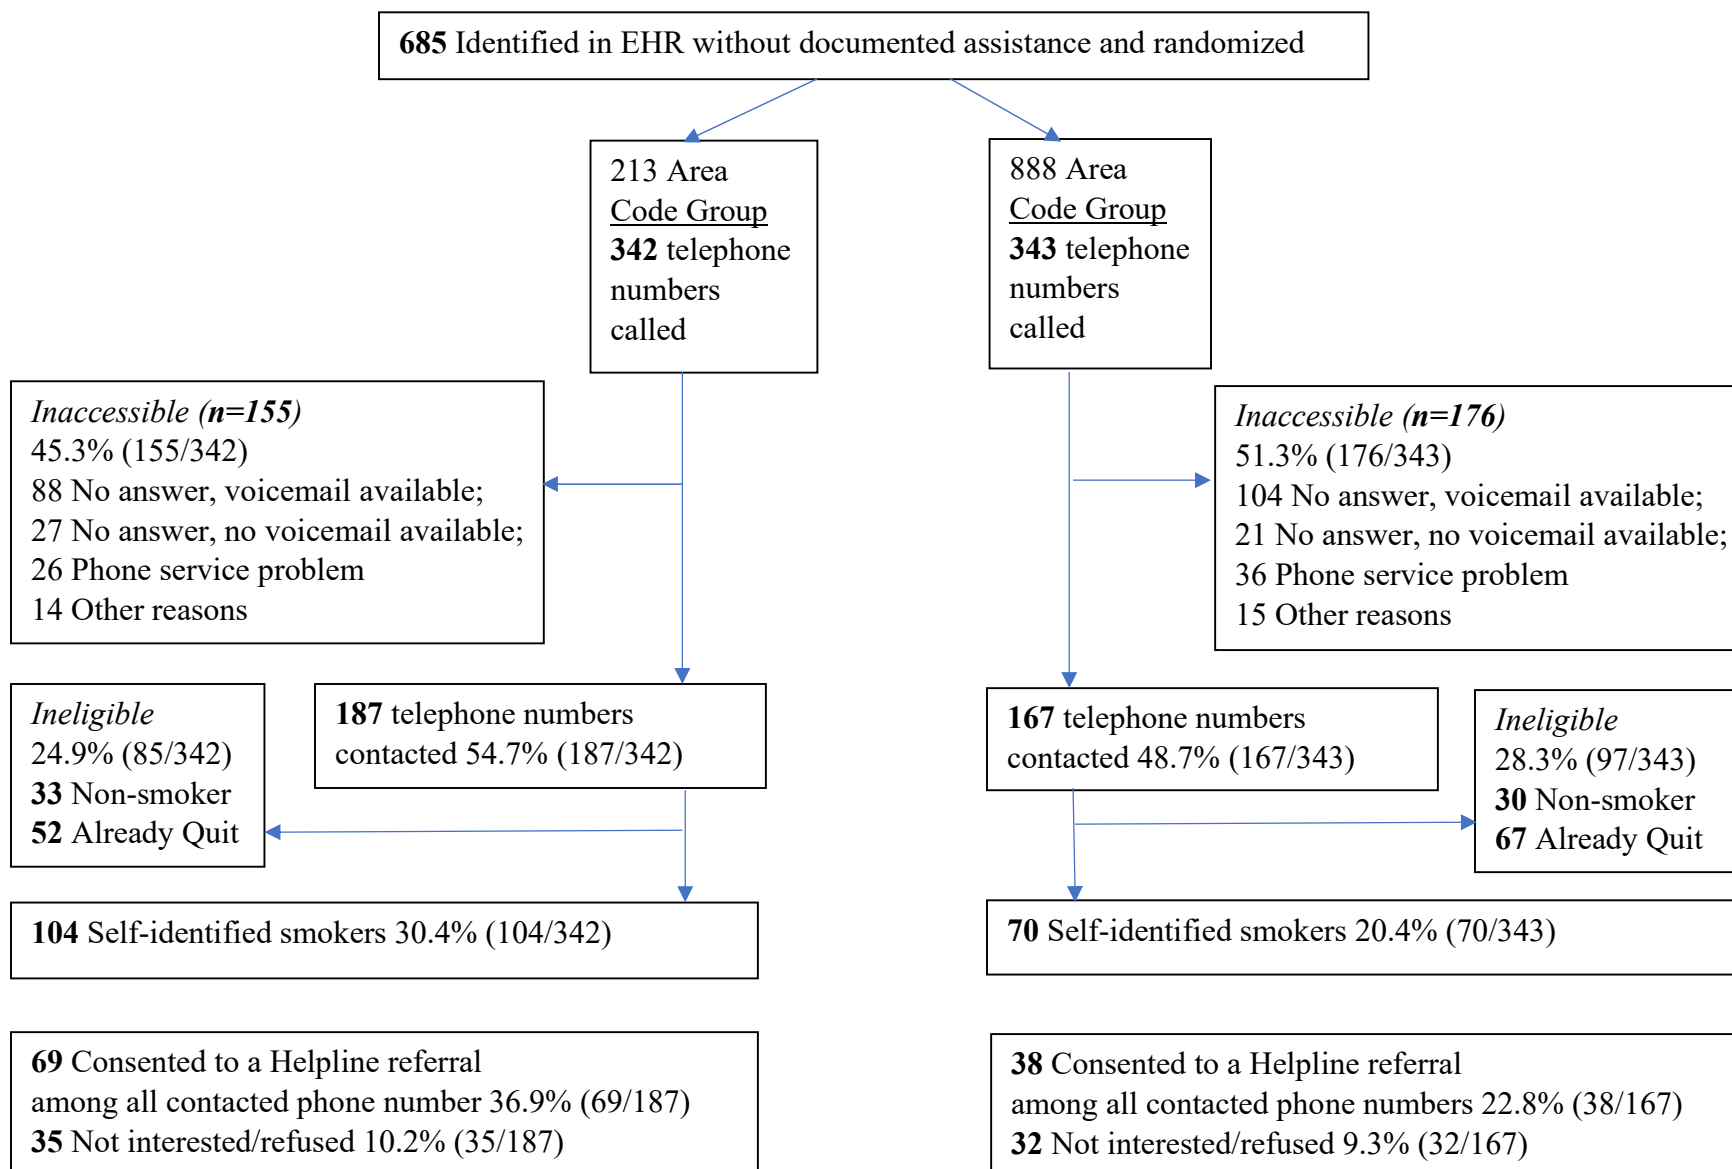 685 Identified in EHR without documented assistance and randomized
213 Area
Code Group
342 telephone
numbers
called
888 Area
Code Group
343 telephone
numbers
called
Inaccessible (n=155)
45.3% (155/342)
88 No answer, voicemail available;
27 No answer, no voicemail available;
26 Phone service problem
14 Other reasons
Inaccessible (n=176)
51.3% (176/343)
104 No answer, voicemail available;
21 No answer, no voicemail available;
36 Phone service problem
15 Other reasons
Ineligible
24.9% (85/342)
33 Non-smoker
52 Already Quit
187 telephone numbers
contacted 54.7% (187/342)
167 telephone numbers
contacted 48.7% (167/343)
Ineligible
28.3% (97/343)
30 Non-smoker
67 Already Quit
104 Self-identified smokers 30.4% (104/342)
70 Self-identified smokers 20.4% (70/343)
69 Consented to a Helpline referral
among all contacted phone number 36.9% (69/187)
35 Not interested/refused 10.2% (35/187)
38 Consented to a Helpline referral
among all contacted phone numbers 22.8% (38/167)
32 Not interested/refused 9.3% (32/167)